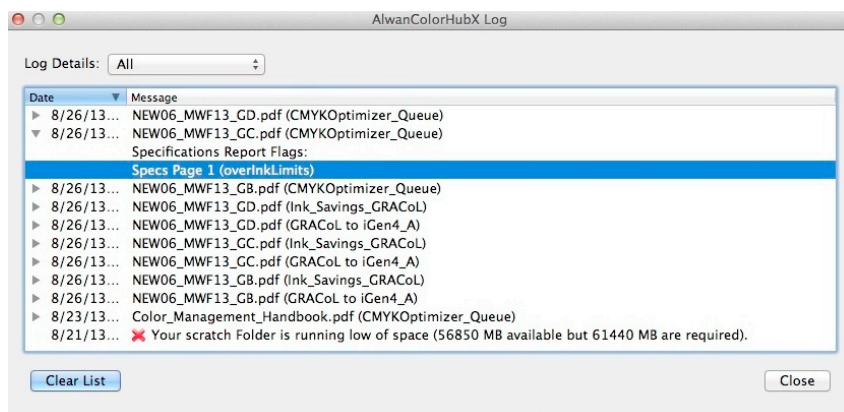 AlwanColorHubX Log
Log Details: All
Date Message
8/26/13... NEW06_MWF13_GD.pdf (CMYKOptimizer_Queue)
8/26/13... NEW06_MWF13_GC.pdf (CMYKOptimizer_Queue)
Specifications Report Flags:
Specs Page 1 (overInkLimits)
8/26/13... NEW06_MWF13_GB.pdf (CMYKOptimizer_Queue)
8/26/13... NEW06_MWF13_GD.pdf (Ink_Savings_GRACoL)
8/26/13... NEW06_MWF13_GD.pdf (GRACoL to iGen4_A)
8/26/13... NEW06_MWF13_GC.pdf (Ink_Savings_GRACoL)
8/26/13... NEW06_MWF13_GC.pdf (GRACoL to iGen4_A)
8/26/13... NEW06_MWF13_GB.pdf (Ink_Savings_GRACoL)
8/26/13... NEW06_MWF13_GB.pdf (GRACoL to iGen4_A)
8/23/13... Color_Management_Handbook.pdf (CMYKOptimizer_Queue)
8/21/13... Your scratch Folder is running low of space (56850 MB available but 61440 MB are required).
Clear List Close